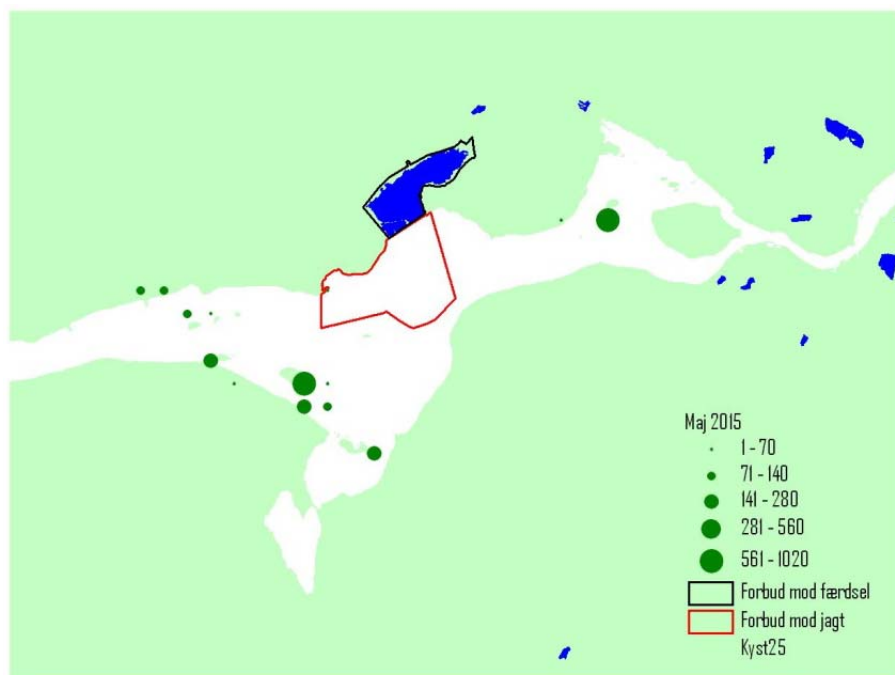 Maj 2015
1 - 70
71 - 140
141 - 280
281 - 560
561 - 1020
Forbud mod færdsel
Forbud mod jagt
Kyst25